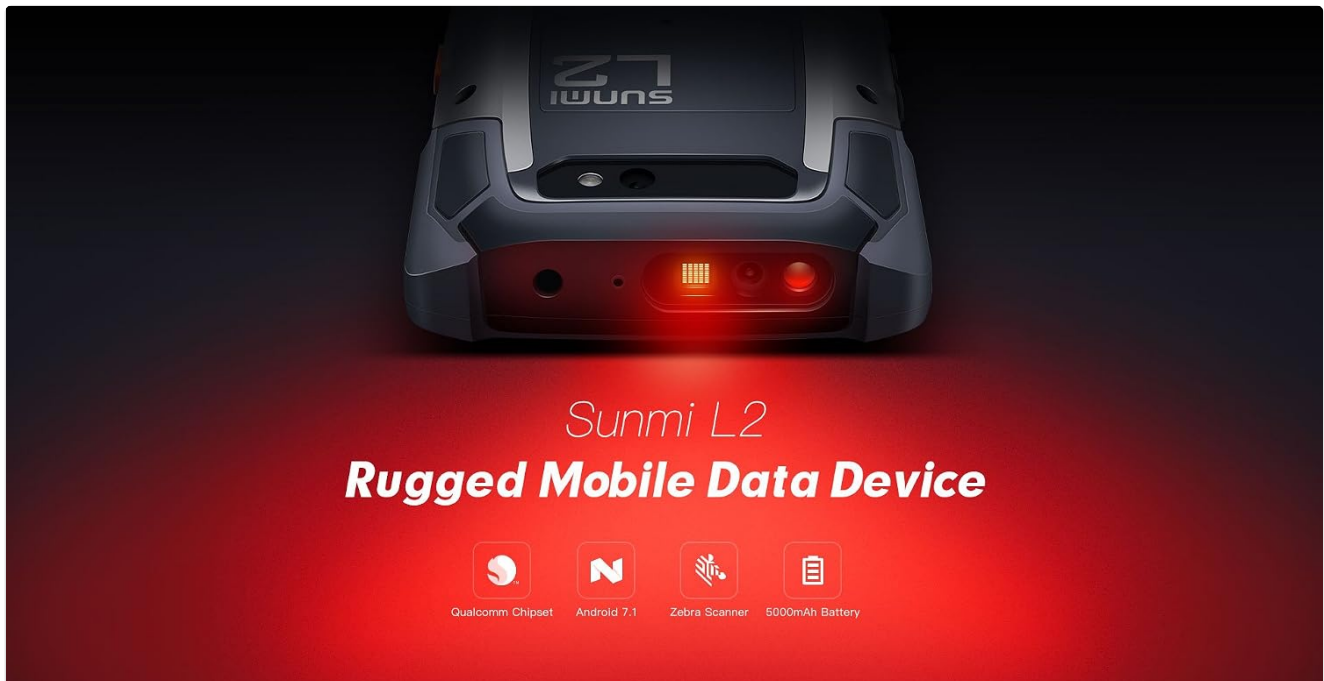 L2
SUNMI
Sunmi L2
Rugged Mobile Data Device
Qualcomm Chipset
Android 7.1
Zebra Scanner
5000mAh Battery